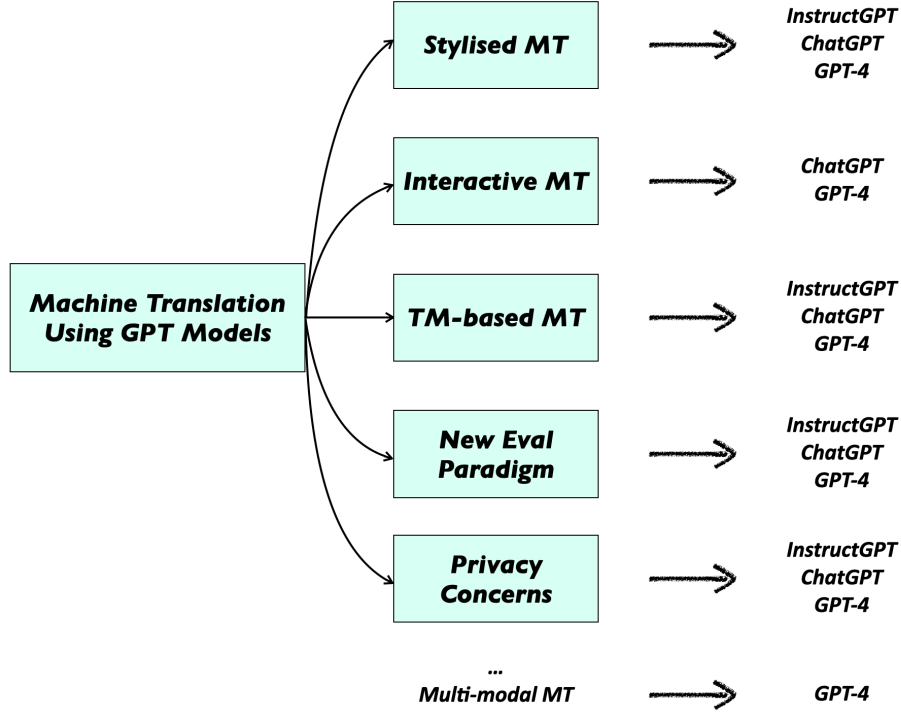 Stylised MT
InstructGPT
ChatGPT
GPT-4
Interactive MT
ChatGPT
GPT-4
Machine Translation
Using GPT Models
TM-based MT
InstructGPT
ChatGPT
GPT-4
New Eval
Paradigm
InstructGPT
ChatGPT
GPT-4
Privacy
Concerns
InstructGPT
ChatGPT
GPT-4
...
Multi-modal MT
GPT-4